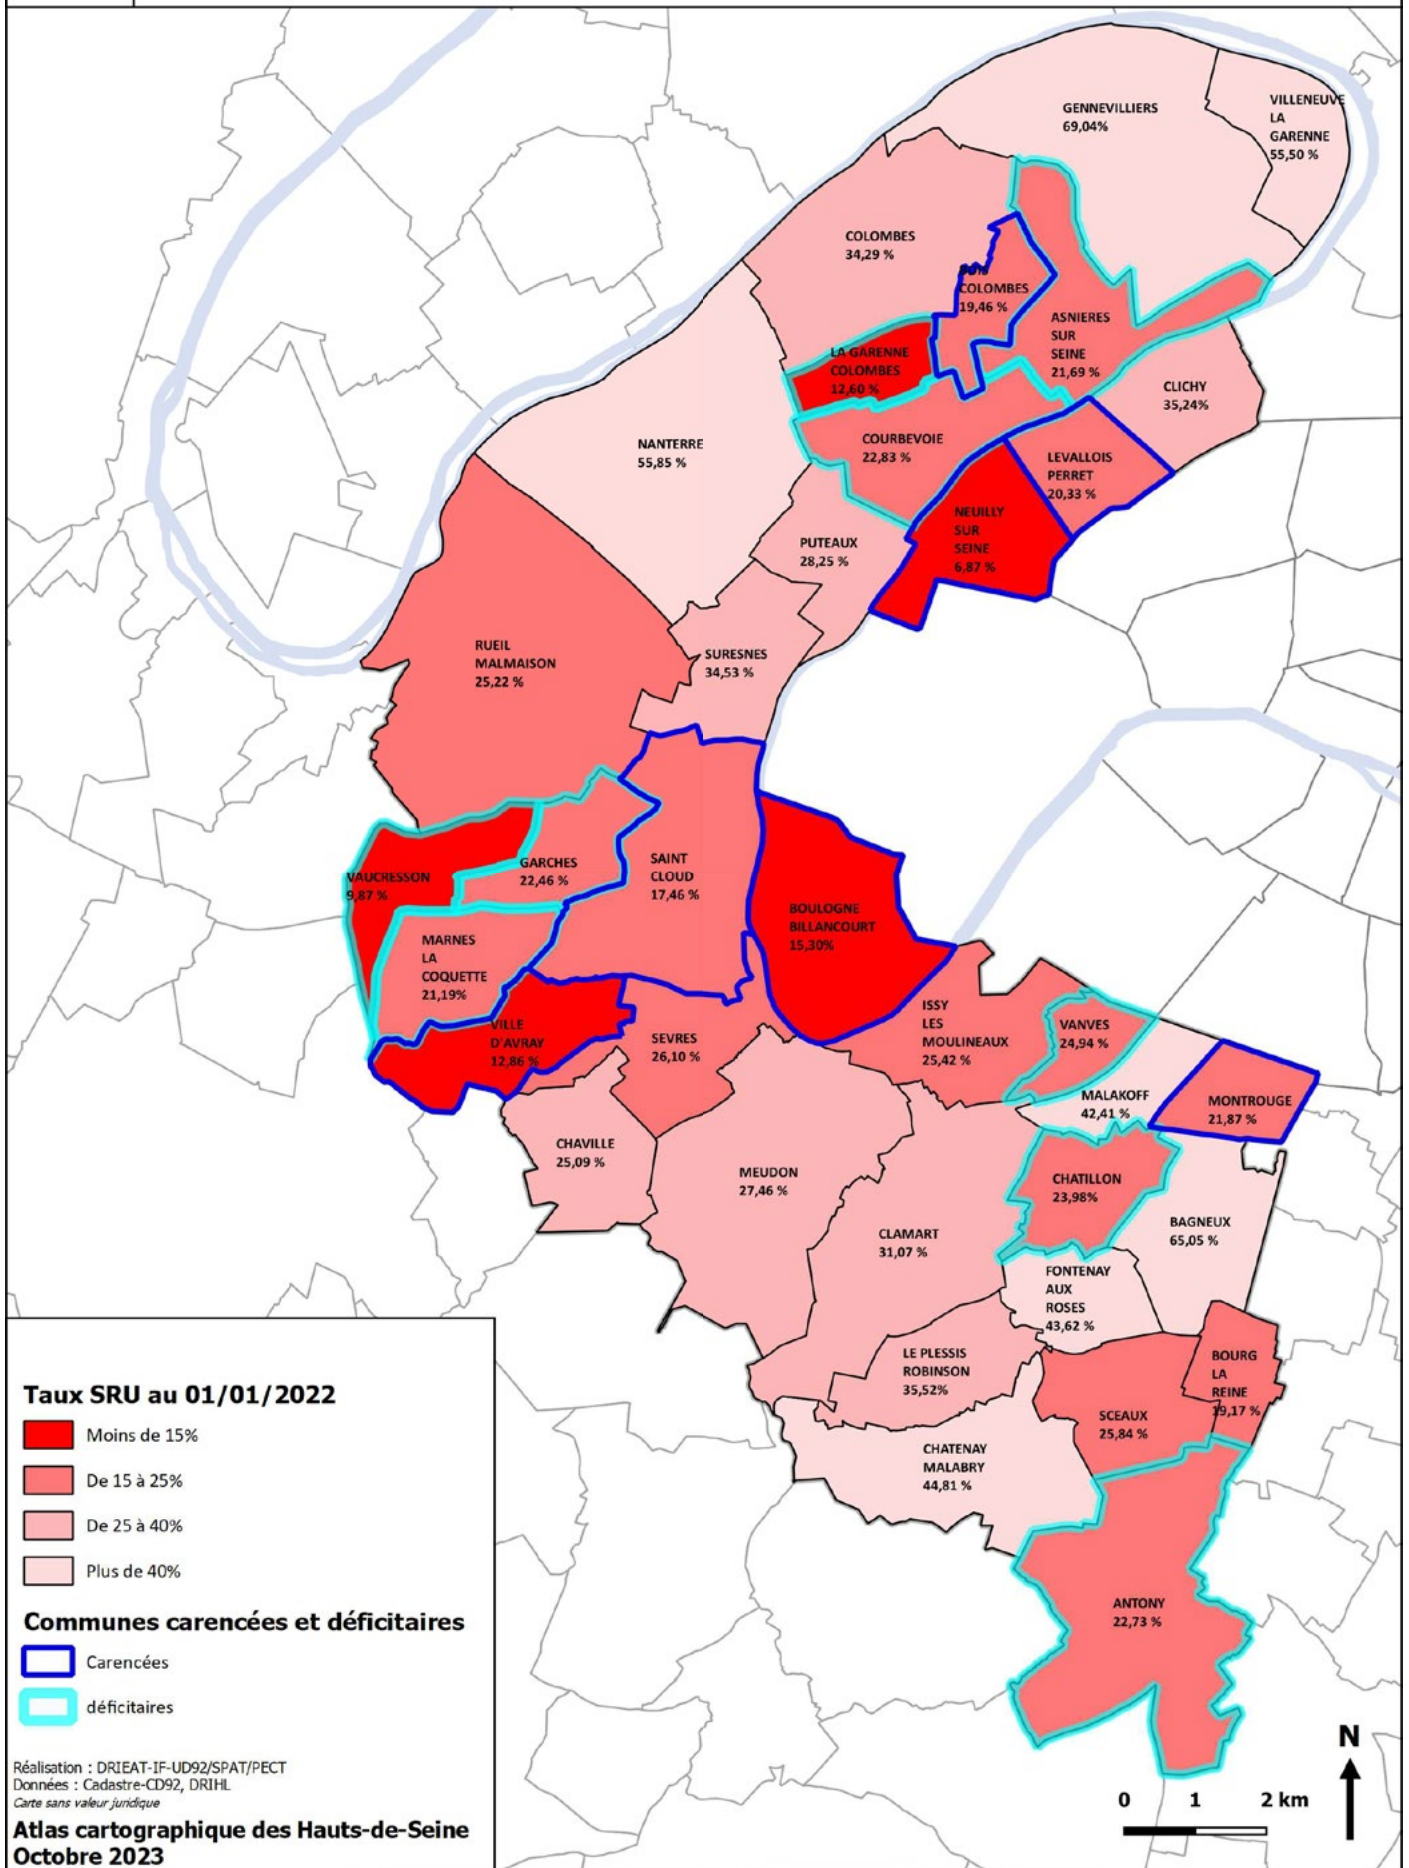 GENNEVILLIERS
69,04%
VILLENEUVE
LA
GARENNE
55,50 %
COLOMBES
34,29 %
BOIS
COLOMBES
19,46 %
ASNIERES
SUR
SEINE
21,69 %
LA GARENNE
COLOMBES
12,60 %
CLICHY
35,24%
NANTERRE
55,85 %
COURBEVOIE
22,83 %
LEVALLOIS
PERRET
20,33 %
NEUILLY
SUR
SEINE
6,87 %
PUTEAUX
28,25 %
RUEIL
MALMAISON
25,22 %
SURESNES
34,53 %
VAUCRESSON
9,87 %
GARCHES
22,46 %
SAINT
CLOUD
17,46 %
BOULOGNE
BILLANCOURT
15,30%
MARNES
LA
COQUETTE
21,19%
VILLE
D'AVRAY
12,86 %
SEVRES
26,10 %
ISSY
LES
MOULINEAUX
25,42 %
VANVES
24,94 %
MALAKOFF
42,41 %
MONTROUGE
21,87 %
CHAVILLE
25,09 %
MEUDON
27,46 %
CHATILLON
23,98%
BAGNEUX
65,05 %
CLAMART
31,07 %
FONTENAY
AUX
ROSES
43,62 %
LE PLESSIS
ROBINSON
35,52%
BOURG
LA
REINE
19,17 %
SCEAUX
25,84 %
CHATENAY
MALABRY
44,81 %
ANTONY
22,73 %
Taux SRU au 01/01/2022
Moins de 15%
De 15 à 25%
De 25 à 40%
Plus de 40%
Communes carencées et déficitaires
Carencées
déficitaires
Réalisation : DRIEAT-IF-UD92/SPAT/PECT
Données : Cadastre-CD92, DRIHL
Carte sans valeur juridique
Atlas cartographique des Hauts-de-Seine
Octobre 2023
N
0 1 2 km